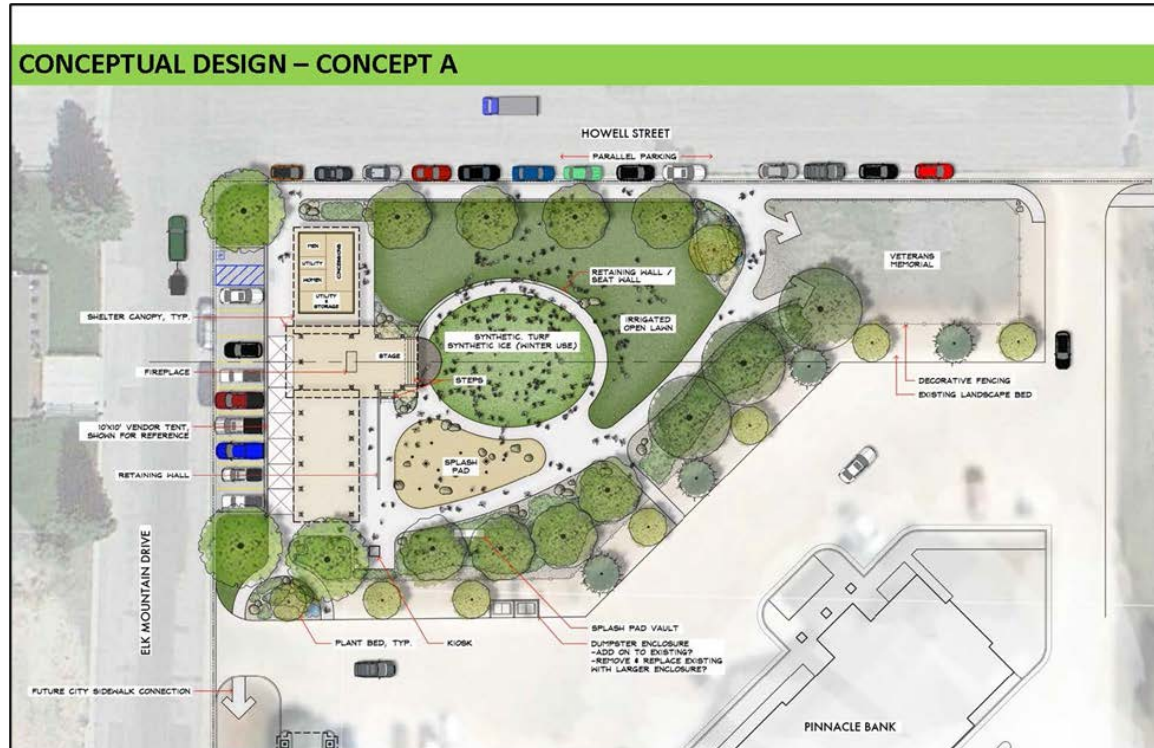 CONCEPTUAL DESIGN – CONCEPT A
HOWELL STREET
PARALLEL PARKING
MEN
UTILITY
WOMEN
CONCESSIONS
UTILITY
&
STORAGE
RETAINING WALL /
SEAT WALL
VETERANS
MEMORIAL
SHELTER CANOPY, TYP.
IRRIGATED
OPEN LAWN
SYNTHETIC TURF
SYNTHETIC ICE (WINTER USE)
STAGE
FIREPLACE
STEPS
DECORATIVE FENCING
EXISTING LANDSCAPE BED
10'X10' VENDOR TENT,
SHOWN FOR REFERENCE
SPLASH
PAD
RETAINING WALL
ELK MOUNTAIN DRIVE
SPLASH PAD VAULT
PLANT BED, TYP.
KIOSK
DUMPSTER ENCLOSURE
-ADD ON TO EXISTING?
-REMOVE & REPLACE EXISTING
WITH LARGER ENCLOSURE?
FUTURE CITY SIDEWALK CONNECTION
PINNACLE BANK